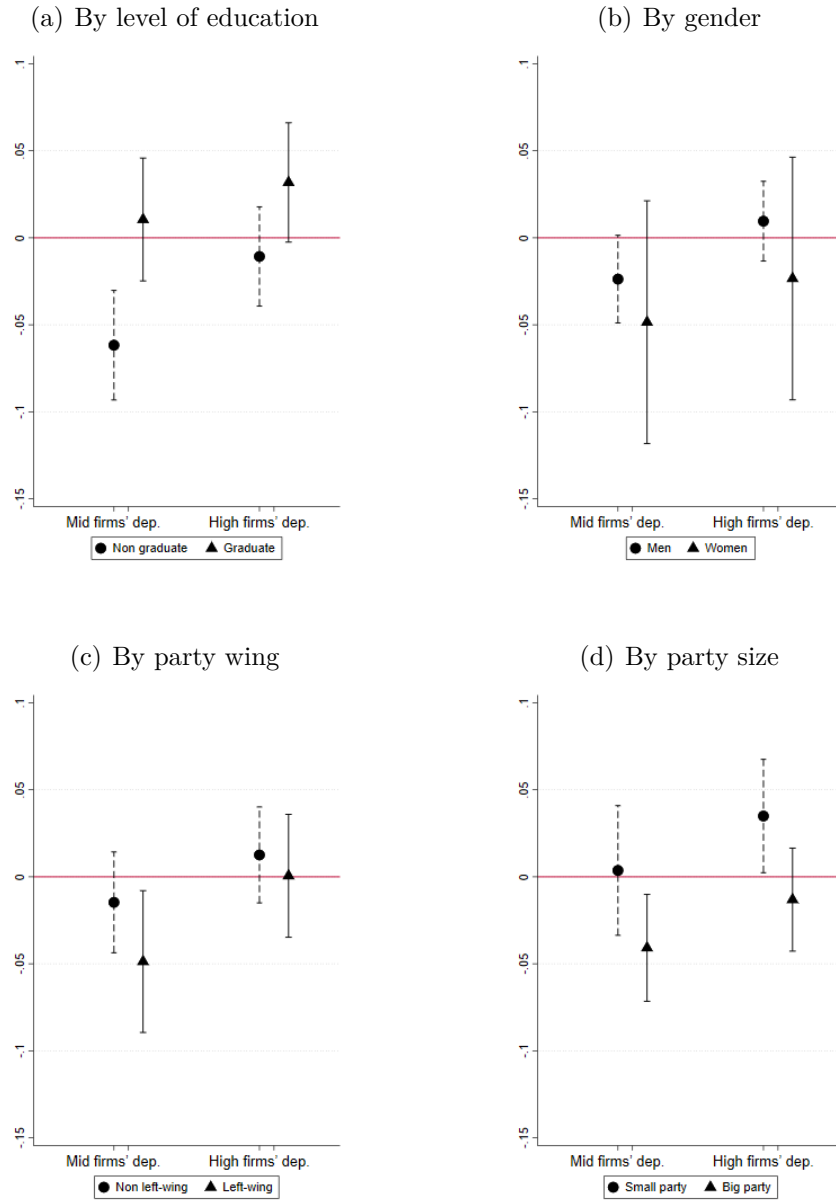 (a) By level of education
.1
.05
0
-.05
-.1
-.15
Mid firms' dep. High firms' dep.
Non graduate Graduate
(b) By gender
.1
.05
0
-.05
-.1
-.15
Mid firms' dep. High firms' dep.
Men Women
(c) By party wing
.1
.05
0
-.05
-.1
-.15
Mid firms' dep. High firms' dep.
Non left-wing Left-wing
(d) By party size
.1
.05
0
-.05
-.1
-.15
Mid firms' dep. High firms' dep.
Small party Big party